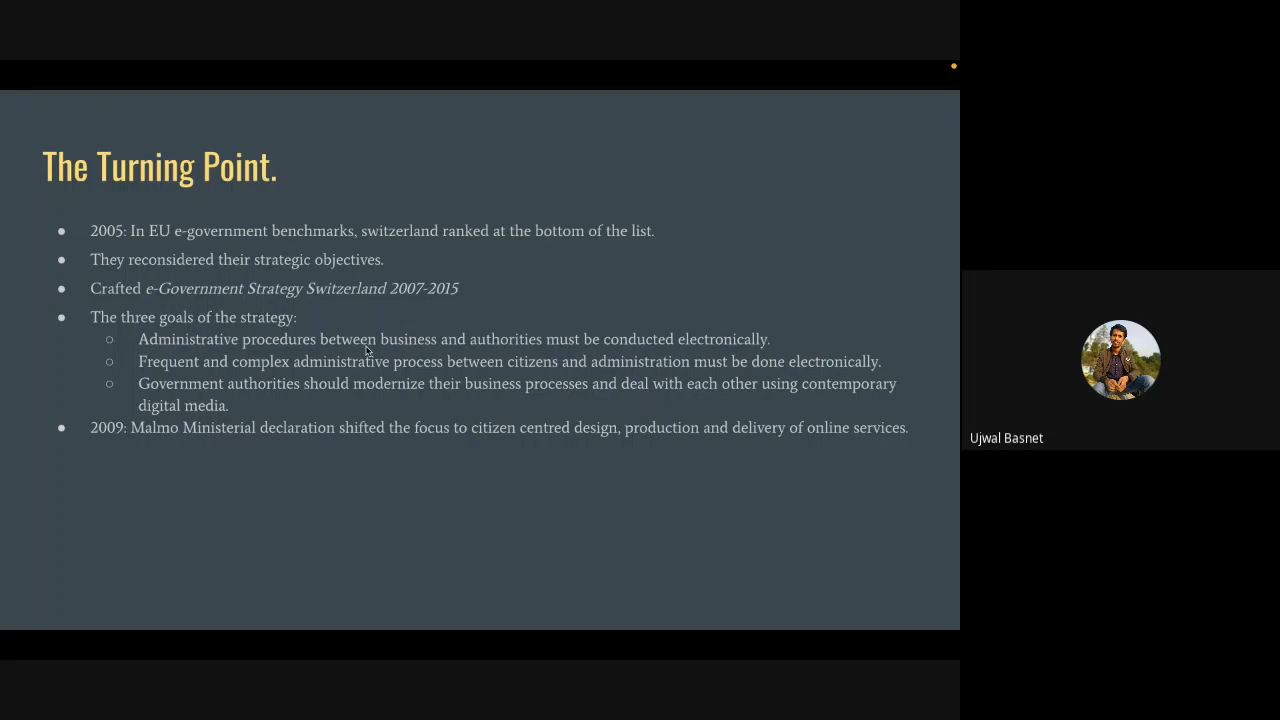 The Turning Point.
● 2005: In EU e-government benchmarks, switzerland ranked at the bottom of the list.
● They reconsidered their strategic objectives.
● Crafted e-Government Strategy Switzerland 2007-2015
● The three goals of the strategy:
○ Administrative procedures between business and authorities must be conducted electronically.
○ Frequent and complex administrative process between citizens and administration must be done electronically.
○ Government authorities should modernize their business processes and deal with each other using contemporary
digital media.
● 2009: Malmo Ministerial declaration shifted the focus to citizen centred design, production and delivery of online services.
Ujwal Basnet